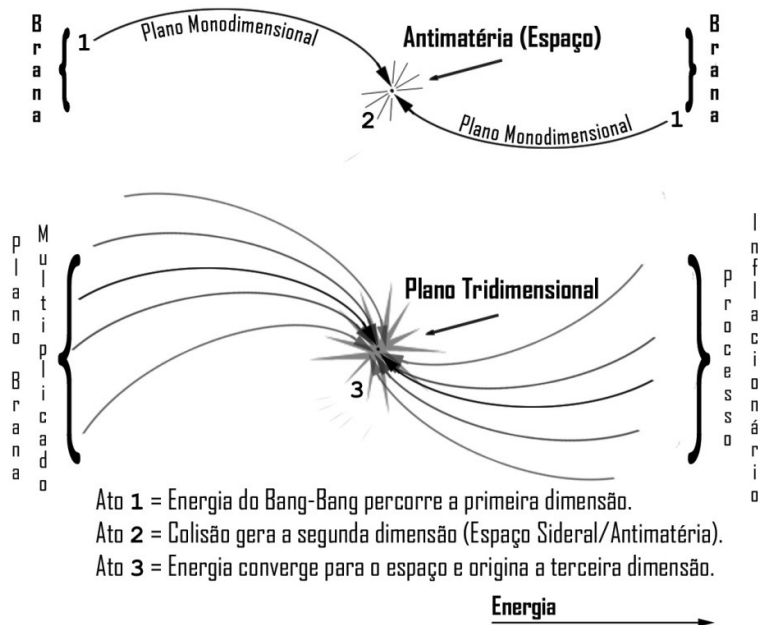 Brana
1
Plano Monodimensional
Antimatéria (Espaço)
Brana
2
Plano Monodimensional
1
Plano Brana
Multiplicado
Plano Tridimensional
Processo
Inflacionário
3
Ato 1 = Energia do Bang-Bang percorre a primeira dimensão.
Ato 2 = Colisão gera a segunda dimensão (Espaço Sideral/Antimatéria).
Ato 3 = Energia converge para o espaço e origina a terceira dimensão.
Energia